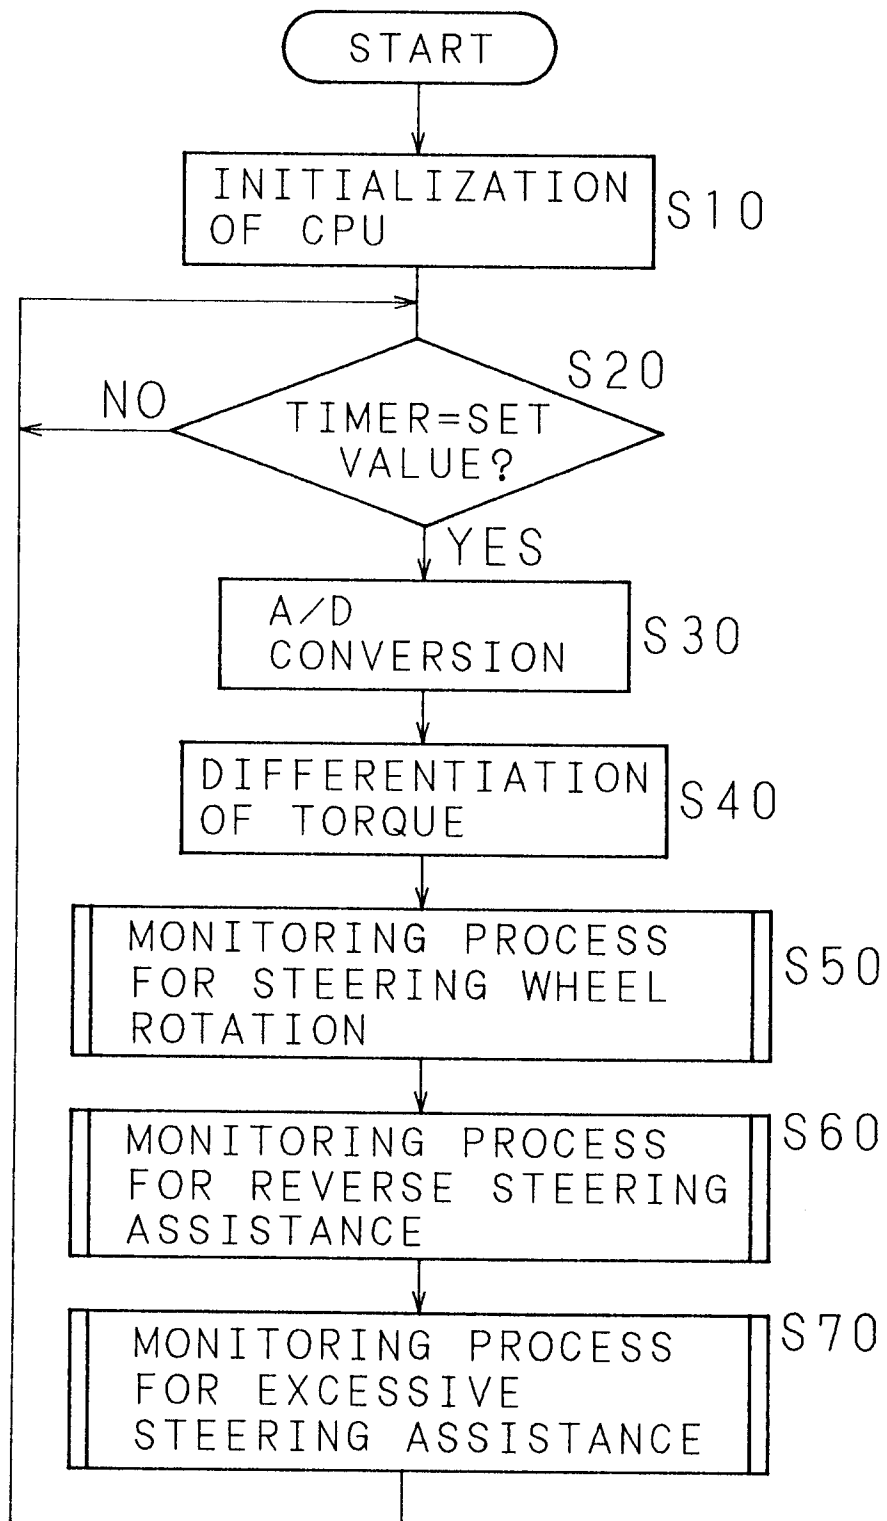 START
INITIALIZATION
OF CPU
S10
S20
NO
TIMER=SET
VALUE?
YES
A/D
CONVERSION
S30
DIFFERENTIATION
OF TORQUE
S40
MONITORING PROCESS
FOR STEERING WHEEL
ROTATION
S50
MONITORING PROCESS
FOR REVERSE STEERING
ASSISTANCE
S60
MONITORING PROCESS
FOR EXCESSIVE
STEERING ASSISTANCE
S70